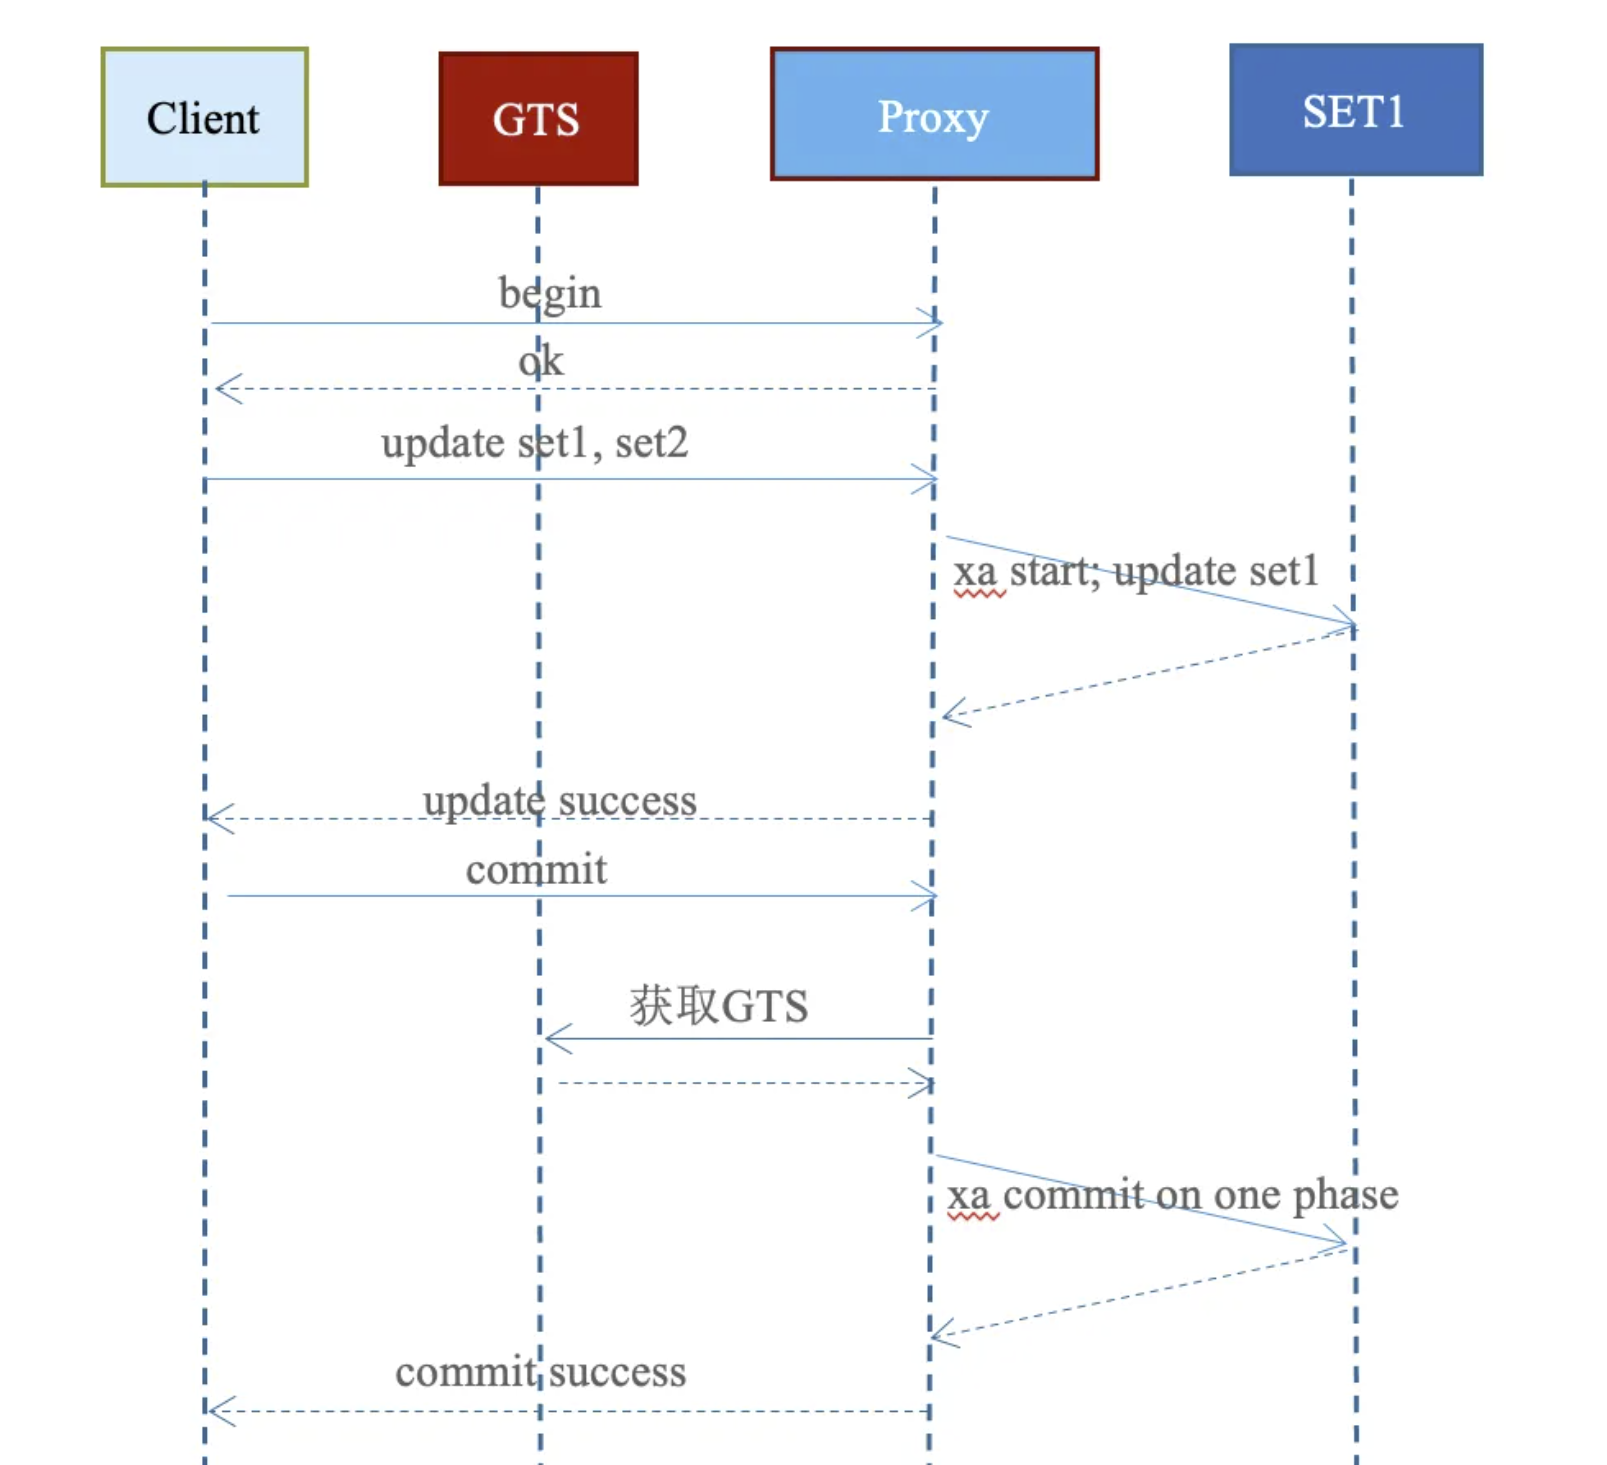 Client
GTS
Proxy
SET1
begin
ok
update set1, set2
xa start; update set1
update success
commit
获取GTS
xa commit on one phase
commit success